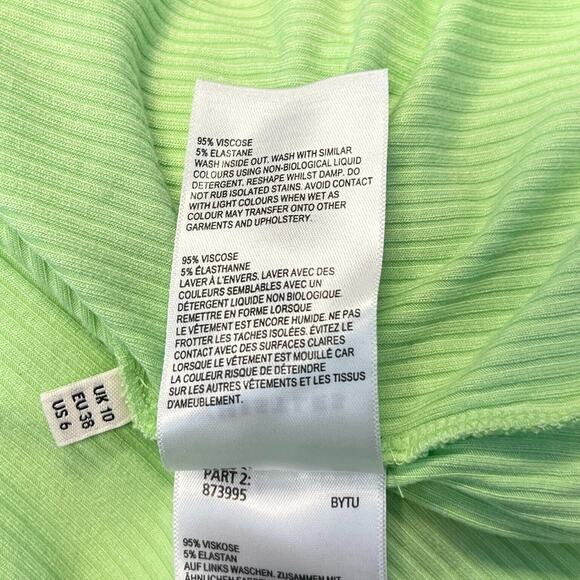 95% VISCOSE
5% ELASTANE
WASH INSIDE OUT. WASH WITH SIMILAR
COLOURS USING NON-BIOLOGICAL LIQUID
DETERGENT. RESHAPE WHILST DAMP. DO
NOT RUB ISOLATED STAINS. AVOID CONTACT
WITH LIGHT COLOURS WHEN WET AS
COLOUR MAY TRANSFER ONTO OTHER
GARMENTS AND UPHOLSTERY.
95% VISCOSE
5% ÉLASTHANNE
LAVER À L'ENVERS. LAVER AVEC DES
COULEURS SEMBLABLES AVEC UN
DÉTERGENT LIQUIDE NON BIOLOGIQUE.
REMETTRE EN FORME LORSQUE
LE VÊTEMENT EST ENCORE HUMIDE. NE PAS
FROTTER LES TACHES ISOLÉES. ÉVITEZ LE
CONTACT AVEC DES SURFACES CLAIRES
LORSQUE LE VÊTEMENT EST MOUILLÉ CAR
LA COULEUR RISQUE DE DÉTEINDRE
SUR LES AUTRES VÊTEMENTS ET LES TISSUS
D'AMEUBLEMENT.
UK 10
EU 38
US 6
PART 2:
873995
BYTU
95% VISKOSE
5% ELASTAN
AUF LINKS WASCHEN. ZUSAMMEN MIT